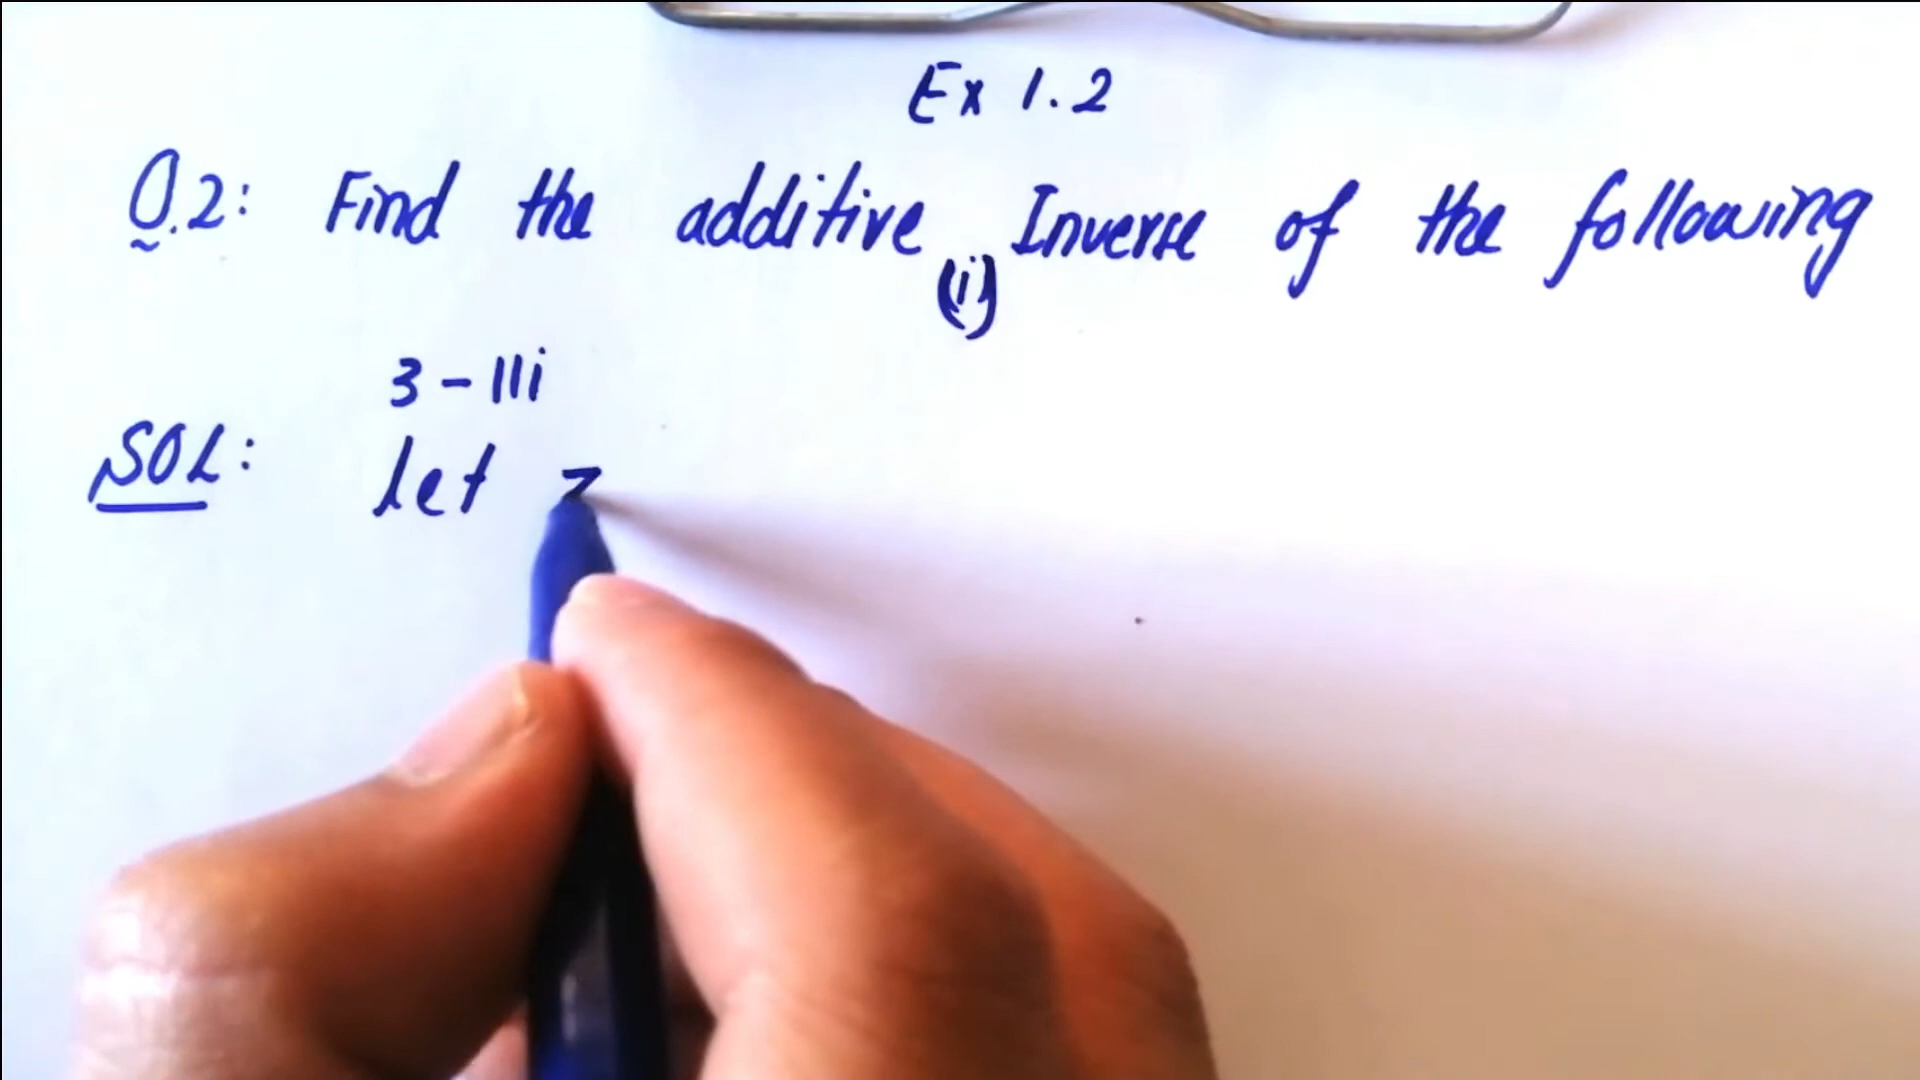 Ex 1.2
Q.2: Find the additive Inverse of the following
(i)
3 - 11i
SOL: let z